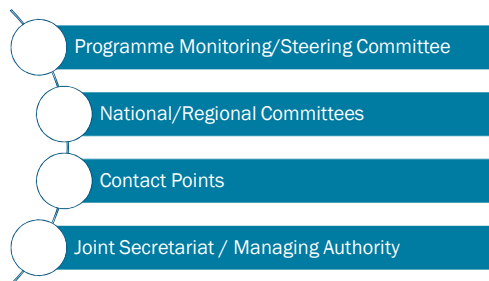 Programme Monitoring/Steering Committee
National/Regional Committees
Contact Points
Joint Secretariat / Managing Authority